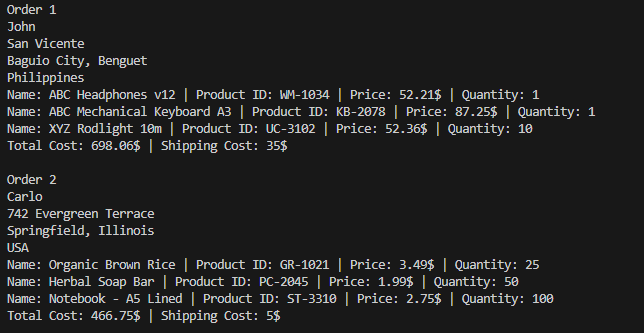 Order 1
John
San Vicente
Baguio City, Benguet
Philippines
Name: ABC Headphones v12 | Product ID: WM-1034 | Price: 52.21$ | Quantity: 1
Name: ABC Mechanical Keyboard A3 | Product ID: KB-2078 | Price: 87.25$ | Quantity: 1
Name: XYZ Rodlight 10m | Product ID: UC-3102 | Price: 52.36$ | Quantity: 10
Total Cost: 698.06$ | Shipping Cost: 35$
Order 2
Carlo
742 Evergreen Terrace
Springfield, Illinois
USA
Name: Organic Brown Rice | Product ID: GR-1021 | Price: 3.49$ | Quantity: 25
Name: Herbal Soap Bar | Product ID: PC-2045 | Price: 1.99$ | Quantity: 50
Name: Notebook - A5 Lined | Product ID: ST-3310 | Price: 2.75$ | Quantity: 100
Total Cost: 466.75$ | Shipping Cost: 5$